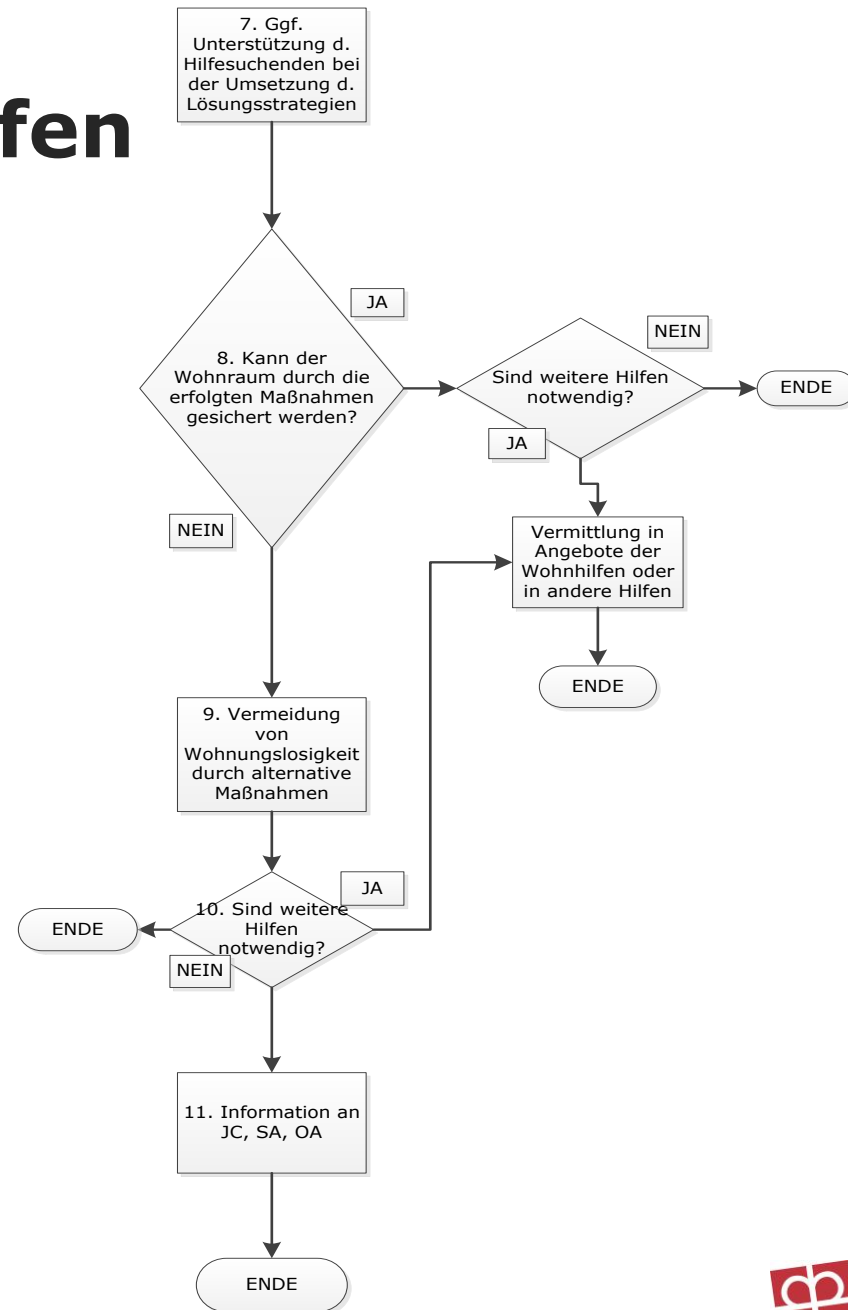 7. Ggf.
Unterstützung d.
Hilfesuchenden bei
der Umsetzung d.
Lösungsstrategien
fen
JA
8. Kann der
Wohnraum durch die
erfolgten Maßnahmen
gesichert werden?
NEIN
Sind weitere Hilfen
notwendig?
NEIN
ENDE
JA
Vermittlung in
Angebote der
Wohnhilfen oder
in andere Hilfen
ENDE
9. Vermeidung
von
Wohnungslosigkeit
durch alternative
Maßnahmen
JA
10. Sind weitere
Hilfen
notwendig?
ENDE
NEIN
11. Information an
JC, SA, OA
ENDE